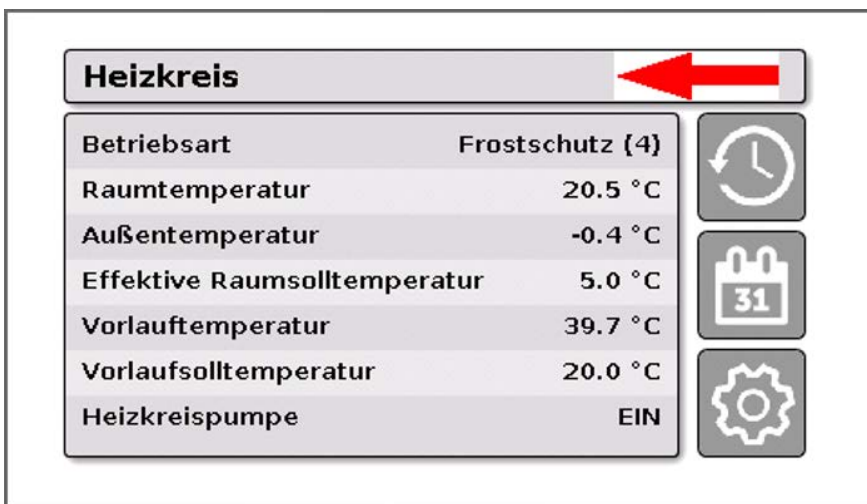 Heizkreis
Betriebsart Frostschutz (4)
Raumtemperatur 20.5 °C
Außentemperatur -0.4 °C
Effektive Raumsolltemperatur 5.0 °C
Vorlauftemperatur 39.7 °C
Vorlaufsolltemperatur 20.0 °C
Heizkreispumpe EIN
31